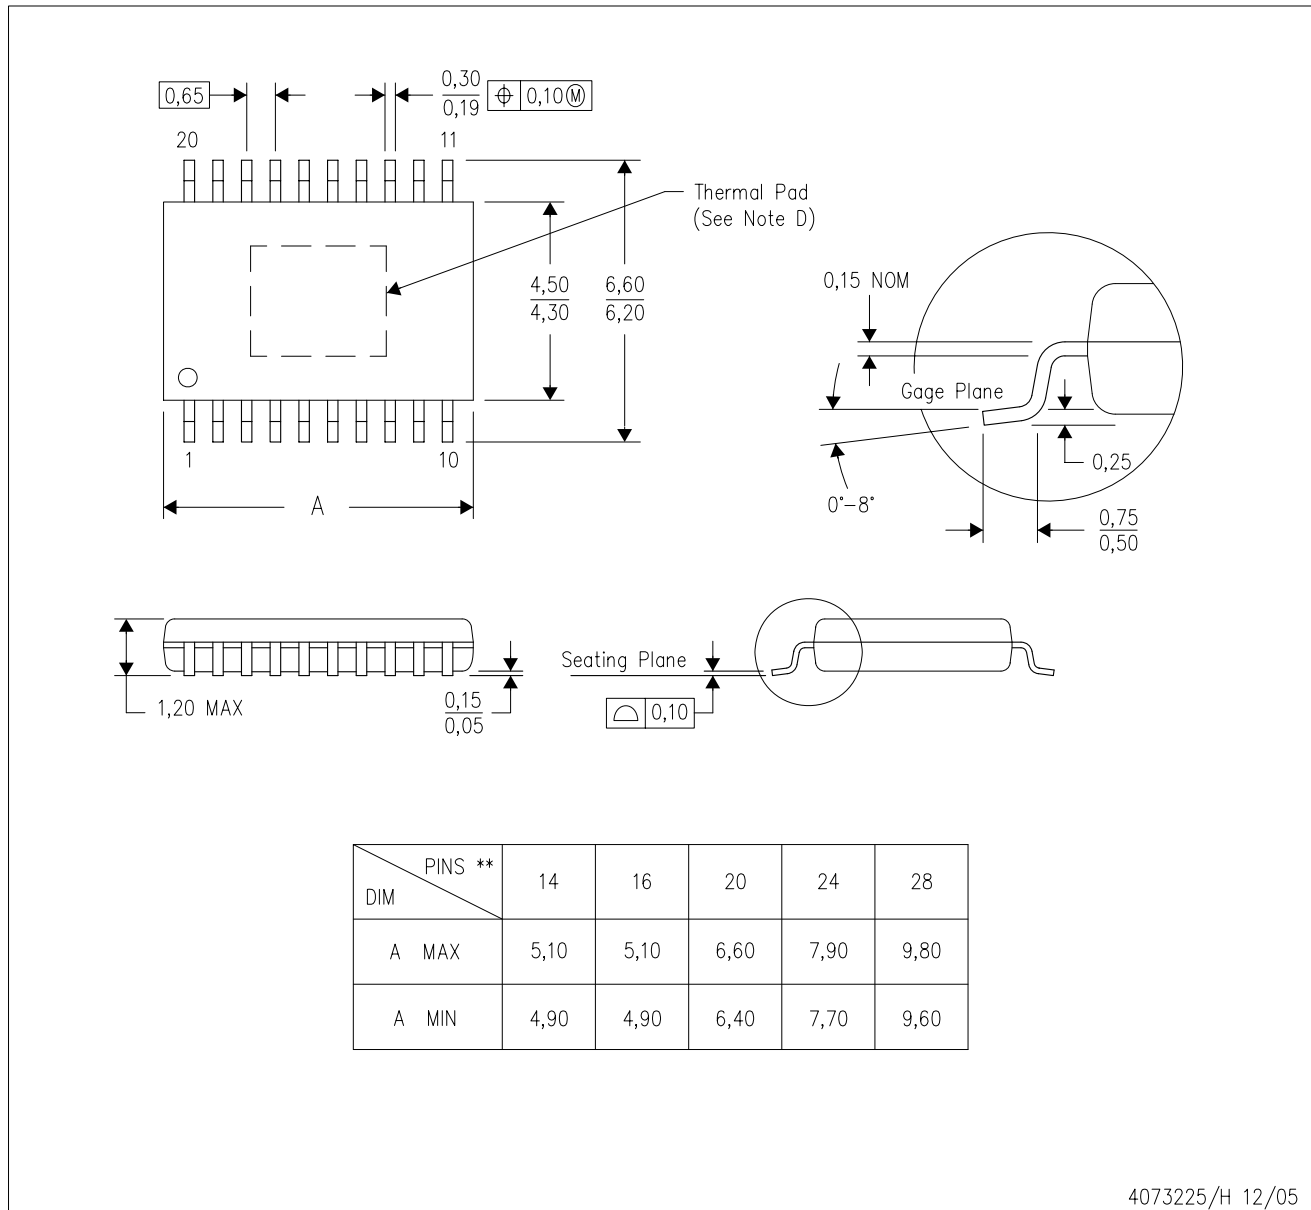 0,65
0,30
0,19
0,10 Ⓜ
20
11
Thermal Pad
(See Note D)
4,50
4,30
6,60
6,20
1
10
A
0,15 NOM
Gage Plane
0,25
0°–8°
0,75
0,50
1,20 MAX
0,15
0,05
Seating Plane
0,10
PINS **
DIM
14 16 20 24 28
A MAX 5,10 5,10 6,60 7,90 9,80
A MIN 4,90 4,90 6,40 7,70 9,60
4073225/H 12/05